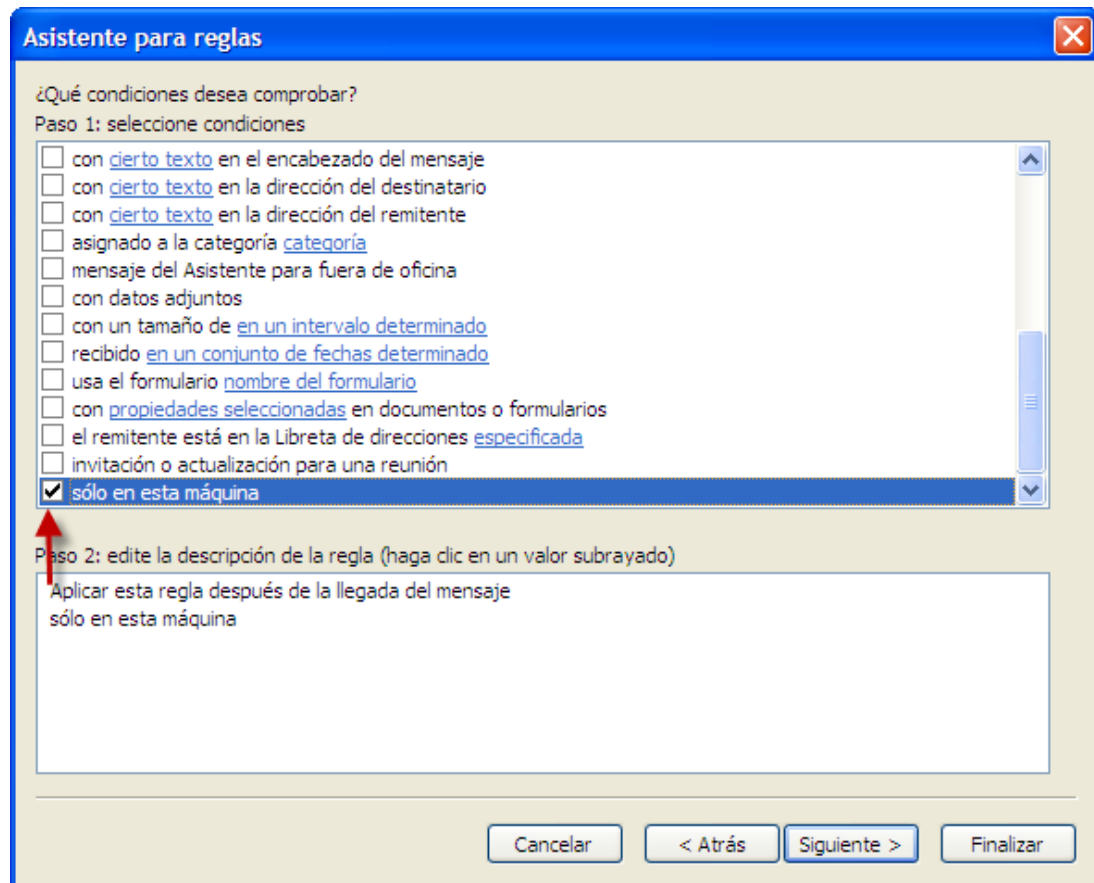 Asistente para reglas
¿Qué condiciones desea comprobar?
Paso 1: seleccione condiciones
con cierto texto en el encabezado del mensaje
con cierto texto en la dirección del destinatario
con cierto texto en la dirección del remitente
asignado a la categoría categoría
mensaje del Asistente para fuera de oficina
con datos adjuntos
con un tamaño de en un intervalo determinado
recibido en un conjunto de fechas determinado
usa el formulario nombre del formulario
con propiedades seleccionadas en documentos o formularios
el remitente está en la Libreta de direcciones especificada
invitación o actualización para una reunión
sólo en esta máquina
Paso 2: edite la descripción de la regla (haga clic en un valor subrayado)
Aplicar esta regla después de la llegada del mensaje
sólo en esta máquina
Cancelar < Atrás Siguiente > Finalizar